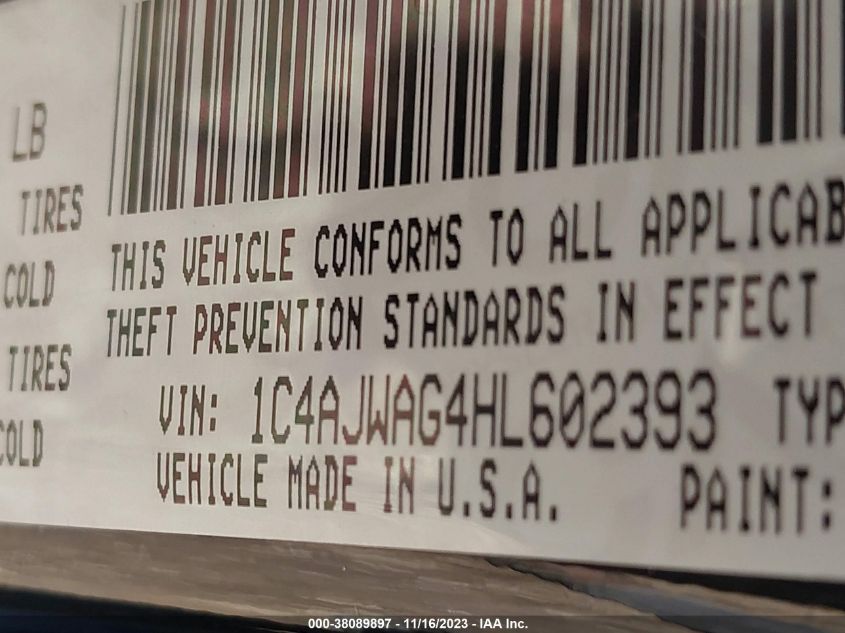 LB
TIRES
COLD
TIRES
COLD
THIS VEHICLE CONFORMS TO ALL APPLICAB
THEFT PREVENTION STANDARDS IN EFFECT
VIN: 1C4AJWAG4HL602393 TYP
VEHICLE MADE IN U.S.A. PAINT:
000-38089897 - 11/16/2023 - IAA Inc.